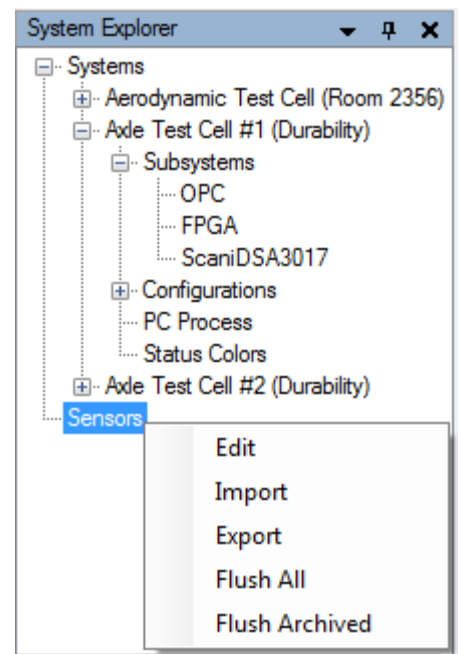 System Explorer
Systems
Aerodynamic Test Cell (Room 2356)
Axle Test Cell #1 (Durability)
Subsystems
OPC
FPGA
ScaniDSA3017
Configurations
PC Process
Status Colors
Axle Test Cell #2 (Durability)
Sensors
Edit
Import
Export
Flush All
Flush Archived